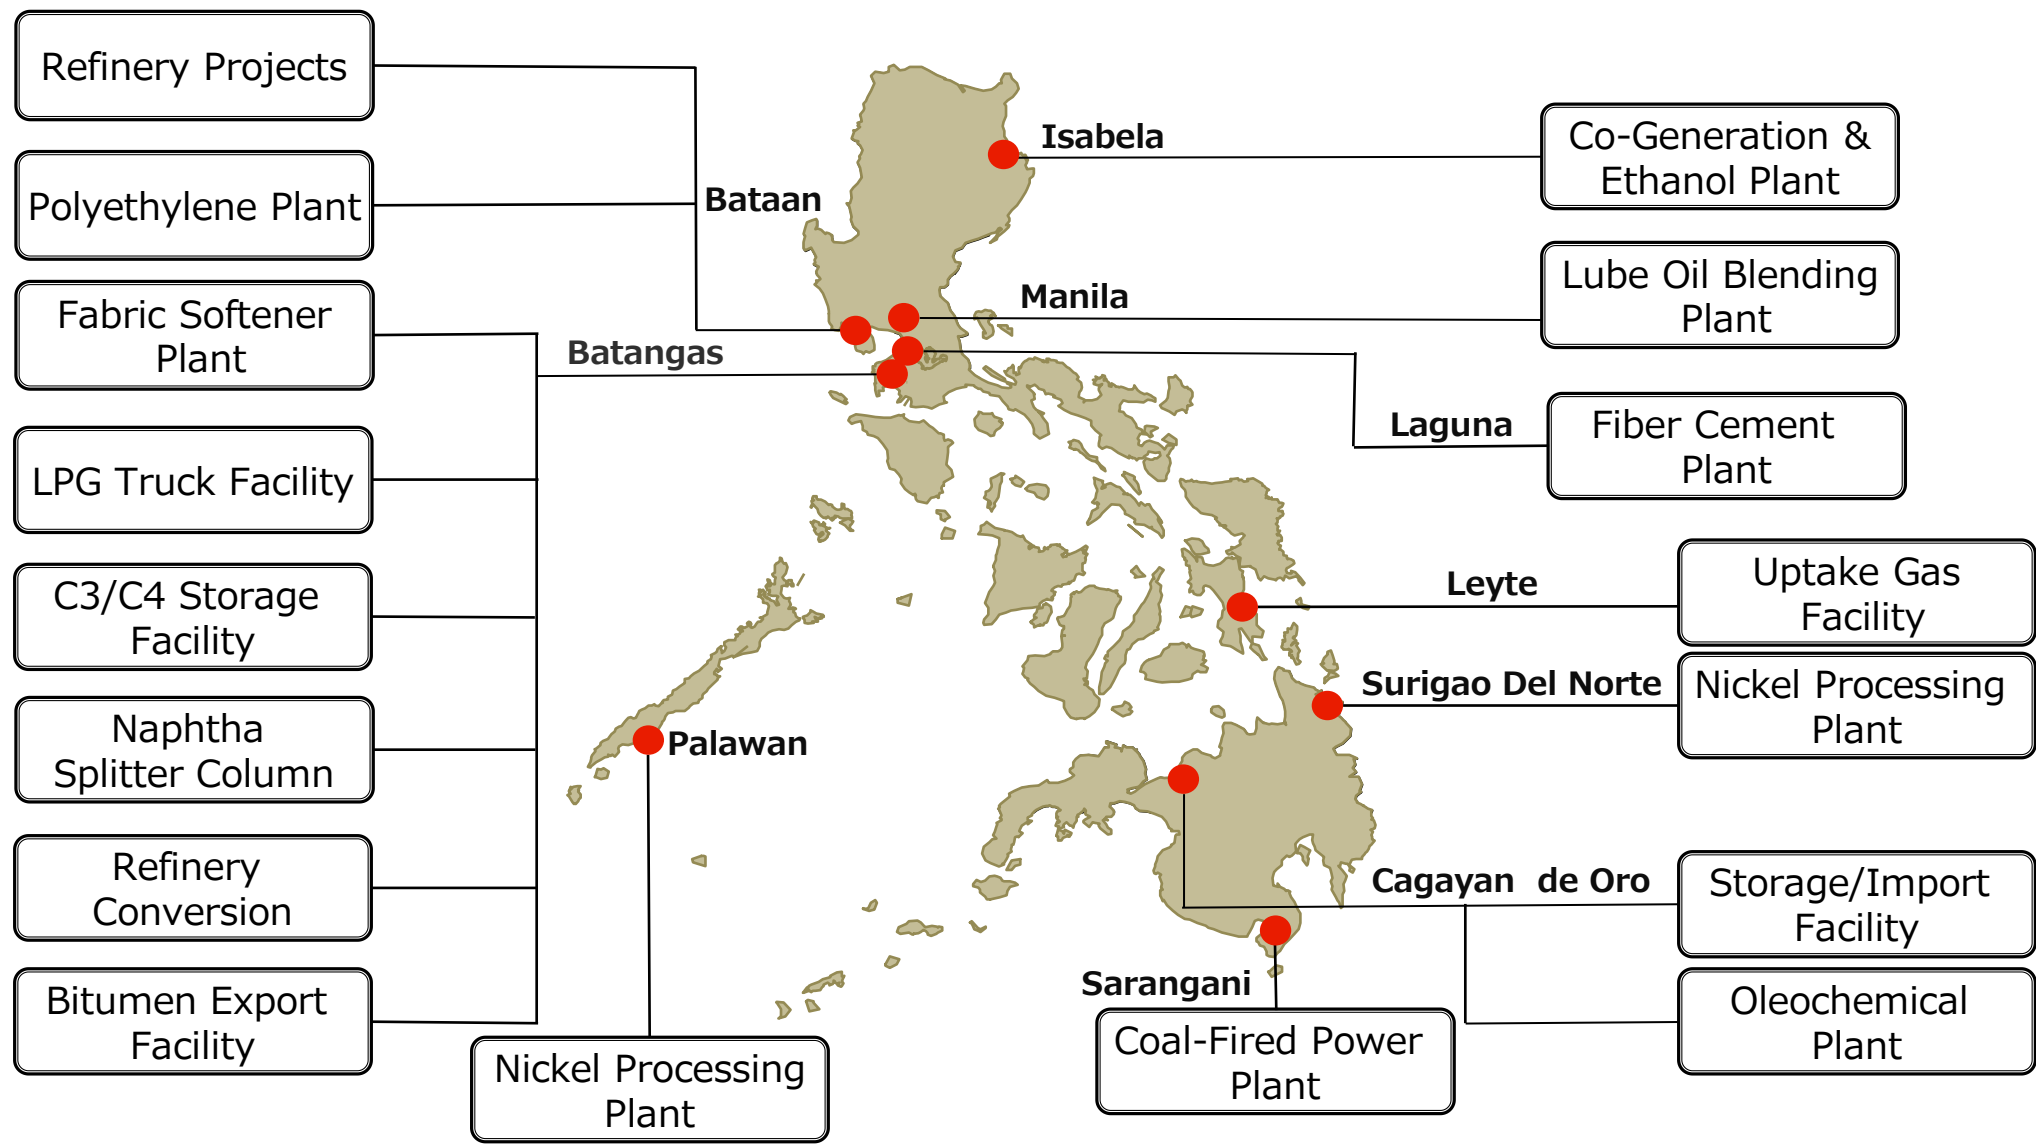 Refinery Projects
Polyethylene Plant
Fabric Softener
Plant
LPG Truck Facility
C3/C4 Storage
Facility
Naphtha
Splitter Column
Refinery
Conversion
Bitumen Export
Facility
Bataan
Batangas
Palawan
Nickel Processing
Plant
Isabela
Co-Generation &
Ethanol Plant
Manila
Lube Oil Blending
Plant
Laguna
Fiber Cement
Plant
Leyte
Uptake Gas
Facility
Surigao Del Norte
Nickel Processing
Plant
Cagayan  de Oro
Storage/Import
Facility
Oleochemical
Plant
Sarangani
Coal-Fired Power
Plant